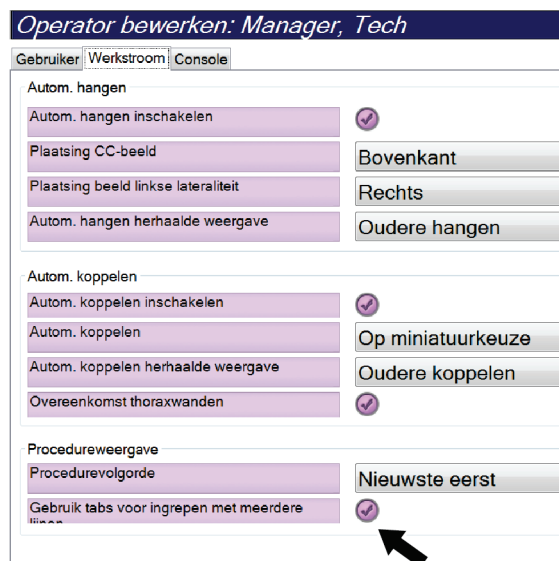 Operator bewerken: Manager, Tech
Gebruiker Werkstroom Console
Autom. hangen
Autom. hangen inschakelen
Plaatsing CC-beeld Bovenkant
Plaatsing beeld linkse lateraliteit Rechts
Autom. hangen herhaalde weergave Oudere hangen
Autom. koppelen
Autom. koppelen inschakelen
Autom. koppelen Op miniatuurkeuze
Autom. koppelen herhaalde weergave Oudere koppelen
Overeenkomst thoraxwanden
Procedureweergave
Procedurevolgorde Nieuwste eerst
Gebruik tabs voor ingrepen met meerdere